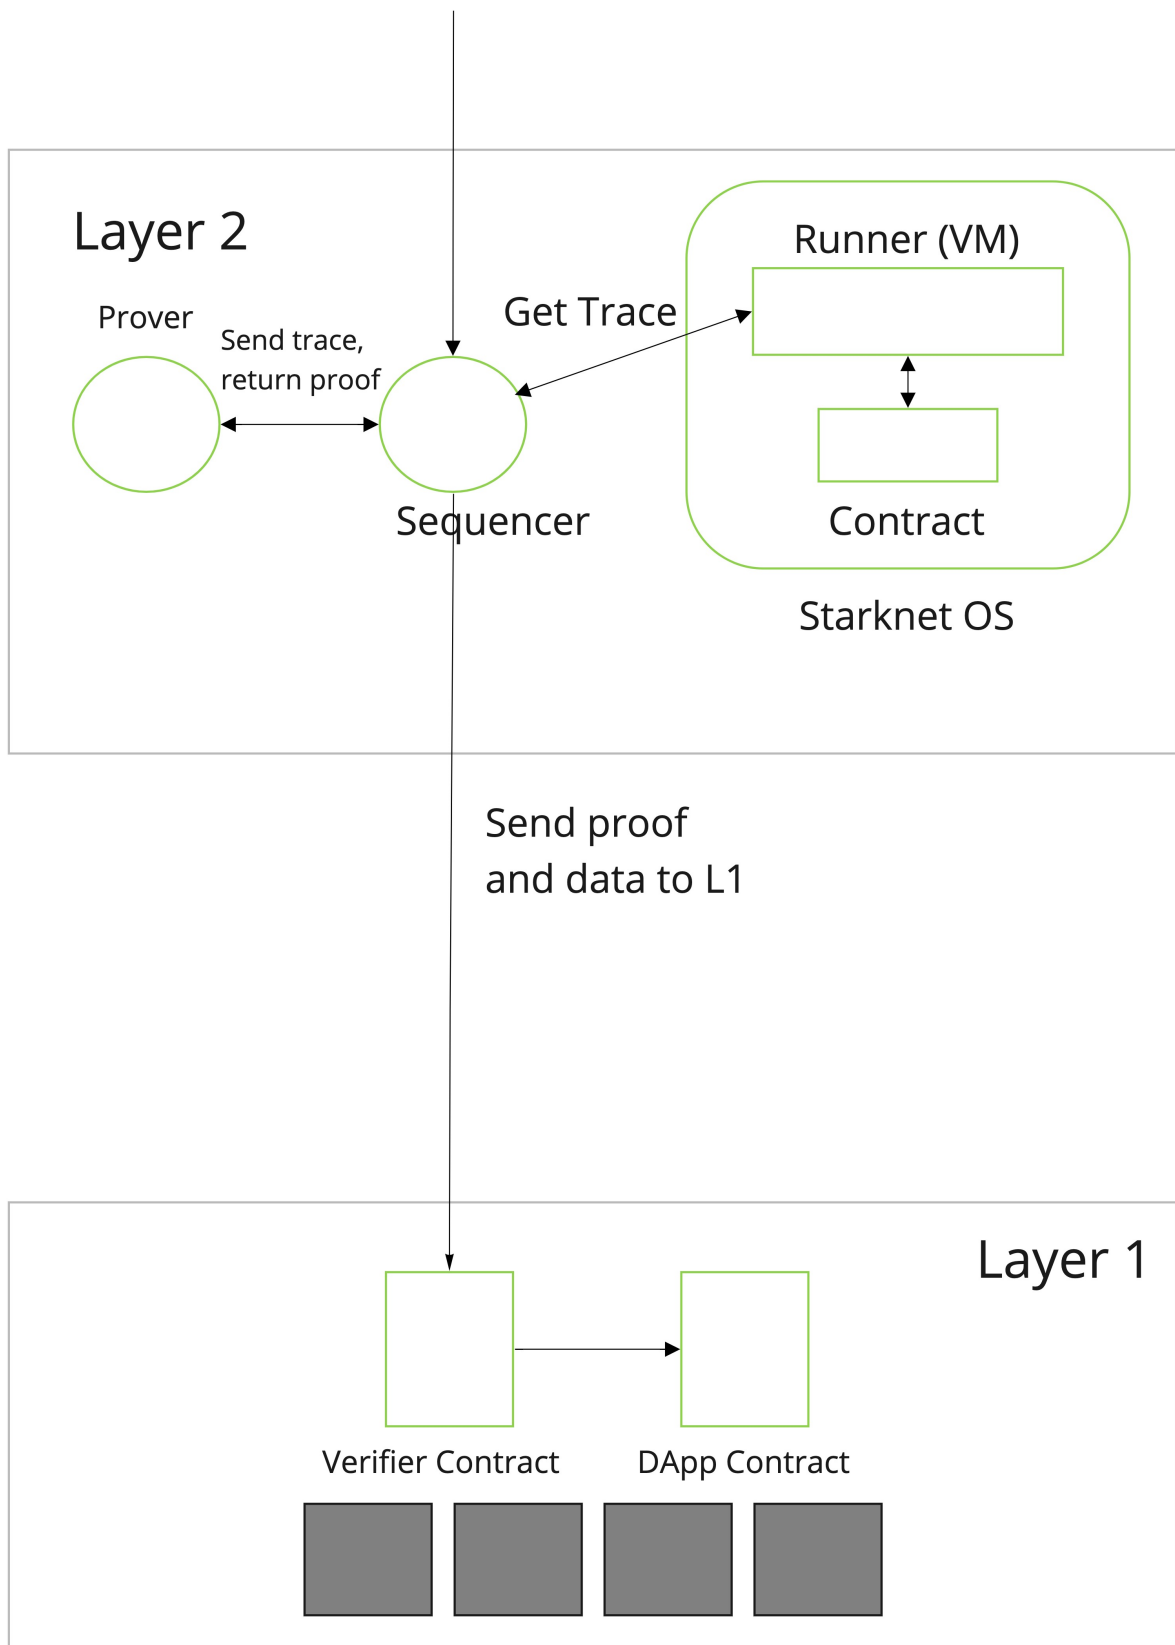 Layer 2
Runner (VM)
Prover
Get Trace
Send trace,
return proof
Sequencer
Contract
Starknet OS
Send proof
and data to L1
Layer 1
Verifier Contract
DApp Contract